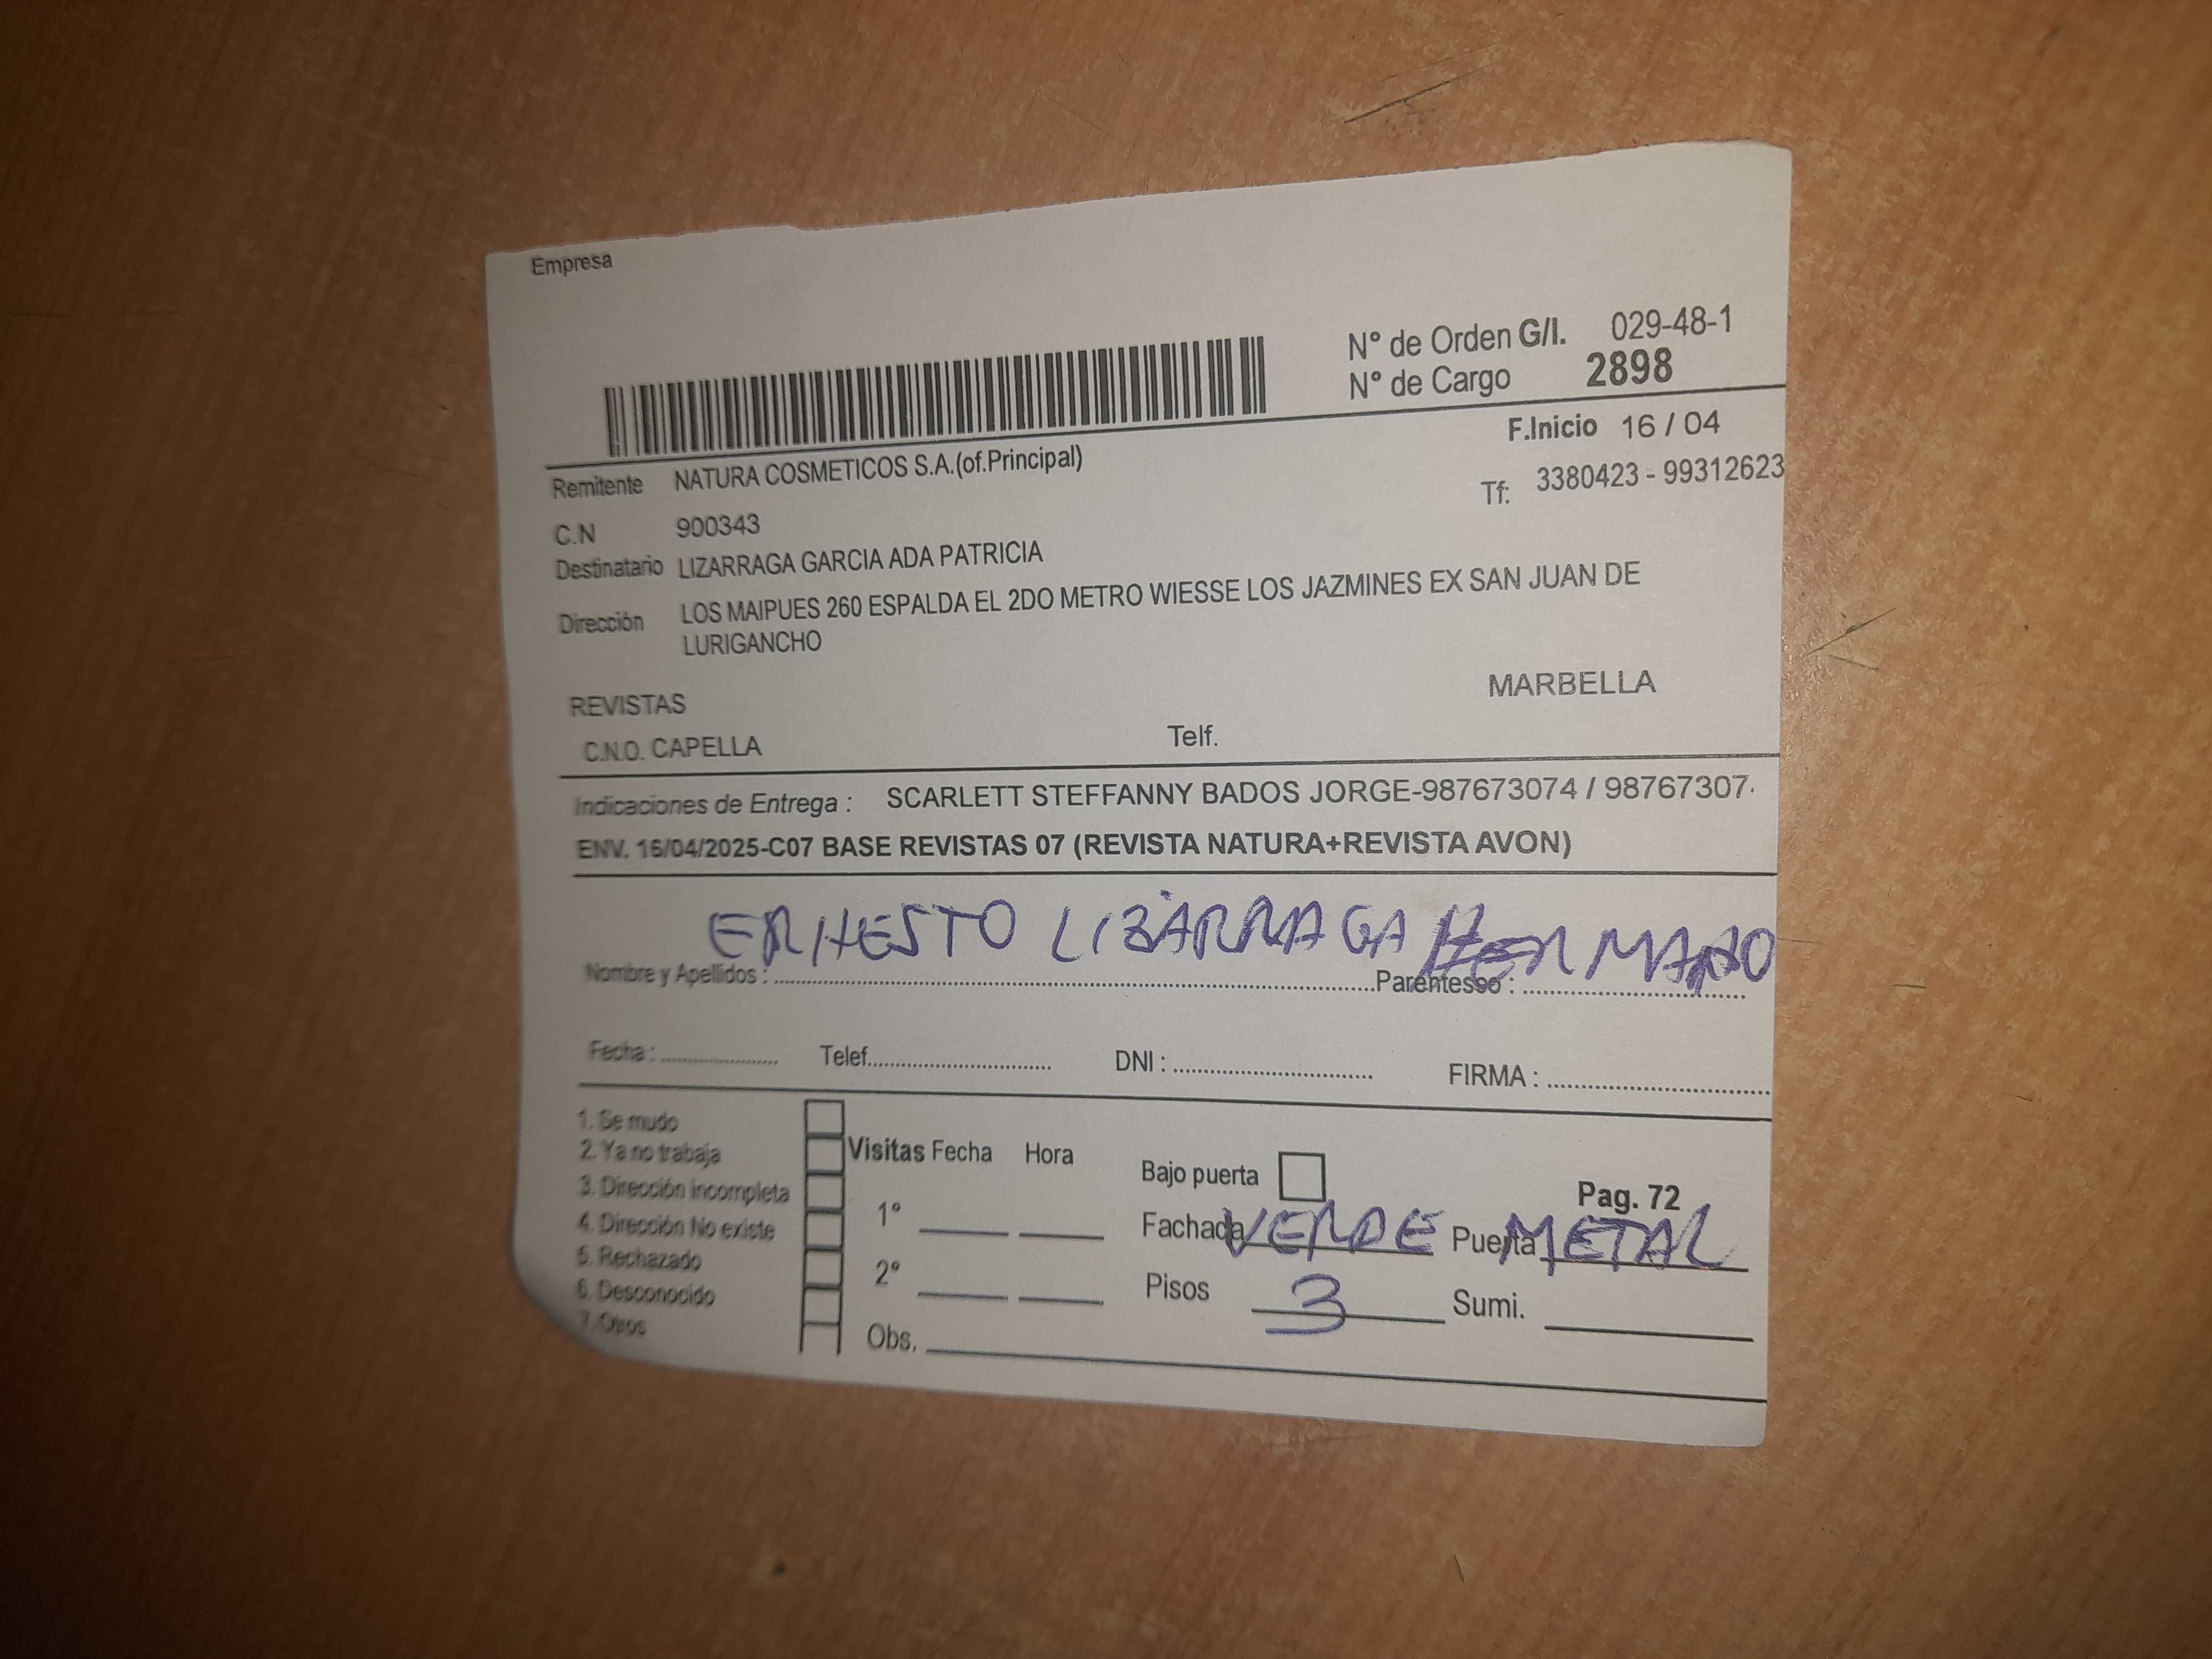 Empresa
N° de Orden G/I. 029-48-1
N° de Cargo 2898
F.Inicio 16 / 04
Remitente NATURA COSMETICOS S.A.(of.Principal)
Tf: 3380423 - 99312623
C.N 900343
Destinatario LIZARRAGA GARCIA ADA PATRICIA
Dirección LOS MAIPUES 260 ESPALDA EL 2DO METRO WIESSE LOS JAZMINES EX SAN JUAN DE
LURIGANCHO
MARBELLA
REVISTAS
C.N.O. CAPELLA Telf.
Indicaciones de Entrega : SCARLETT STEFFANNY BADOS JORGE-987673074 / 98767307
ENV. 16/04/2025-C07 BASE REVISTAS 07 (REVISTA NATURA+REVISTA AVON)
ERNESTO LIZARRAGA HERMANO
Nombre y Apellidos : Parentesco :
Fecha : Telef. DNI : FIRMA :
1. Se mudo
2. Ya no trabaja
3. Dirección incompleta
4. Dirección No existe
5. Rechazado
6. Desconocido
7. Otros
Visitas Fecha Hora
1°
2°
Obs.
Bajo puerta
Pag. 72
Fachada VERDE Puerta METAL
Pisos 3 Sumi.